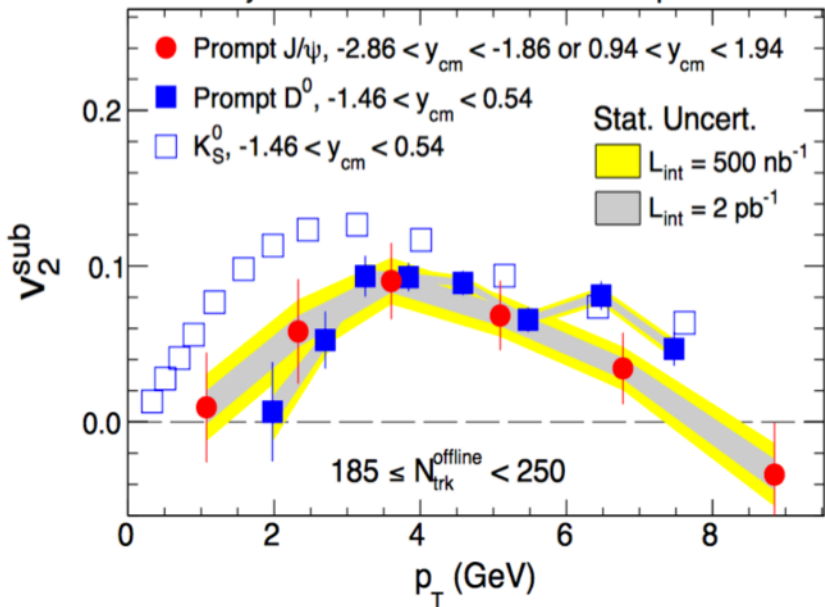 Prompt J/ψ, -2.86 < y_cm < -1.86 or 0.94 < y_cm < 1.94
Prompt D^0, -1.46 < y_cm < 0.54
K_S^0, -1.46 < y_cm < 0.54
Stat. Uncert.
L_int = 500 nb^-1
L_int = 2 pb^-1
v_2^sub
0.2
0.1
0.0
185 ≤ N_trk^offline < 250
0 2 4 6 8
p_T (GeV)